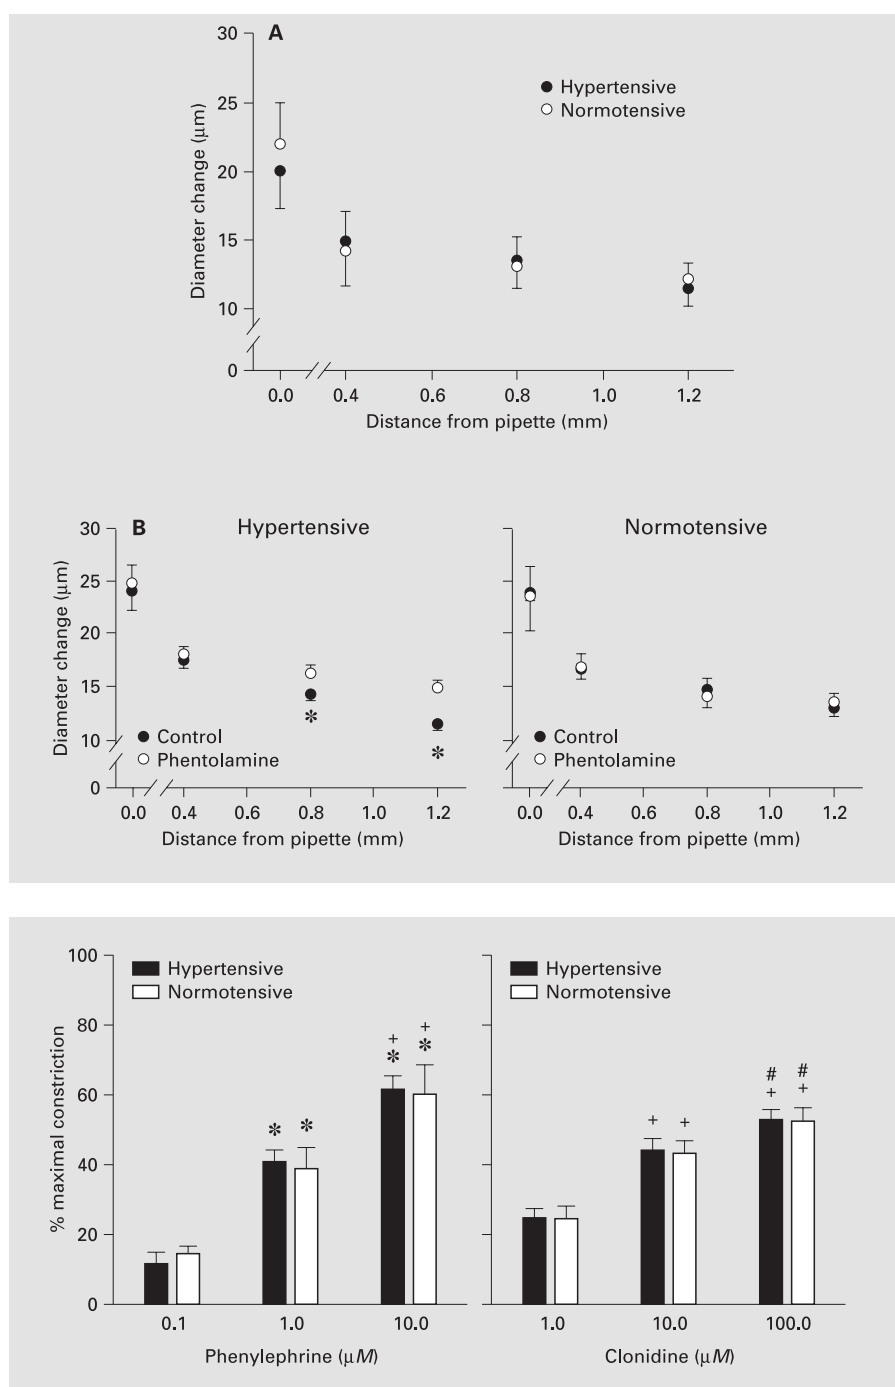 A
30
25
20
15
10
0
Diameter change (μm)
Hypertensive
Normotensive
0.0 0.4 0.6 0.8 1.0 1.2
Distance from pipette (mm)
B
Hypertensive
30
25
20
15
10
0
Diameter change (μm)
*
*
Control
Phentolamine
0.0 0.4 0.6 0.8 1.0 1.2
Distance from pipette (mm)
Normotensive
Control
Phentolamine
0.0 0.4 0.6 0.8 1.0 1.2
Distance from pipette (mm)
100
80
60
40
20
0
% maximal constriction
Hypertensive
Normotensive
+ +
* *
* *
0.1 1.0 10.0
Phenylephrine (μM)
Hypertensive
Normotensive
# #
+ +
+ +
1.0 10.0 100.0
Clonidine (μM)